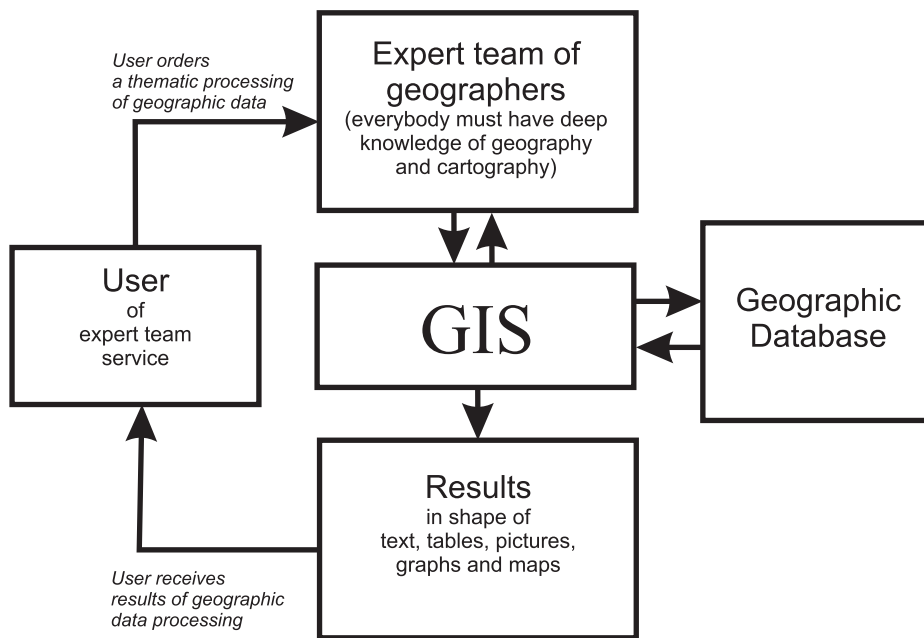 User orders
a thematic processing
of geographic data
Expert team of
geographers
(everybody must have deep
knowledge of geography
and cartography)
User
of
expert team
service
GIS
Geographic
Database
Results
in shape of
text, tables, pictures,
graphs and maps
User receives
results of geographic
data processing